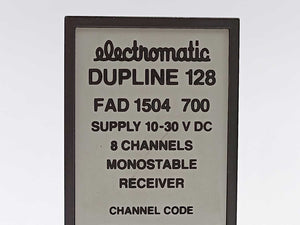 electromatic
DUPLINE 128
FAD 1504 700
SUPPLY 10-30 V DC
8 CHANNELS
MONOSTABLE
RECEIVER
CHANNEL CODE